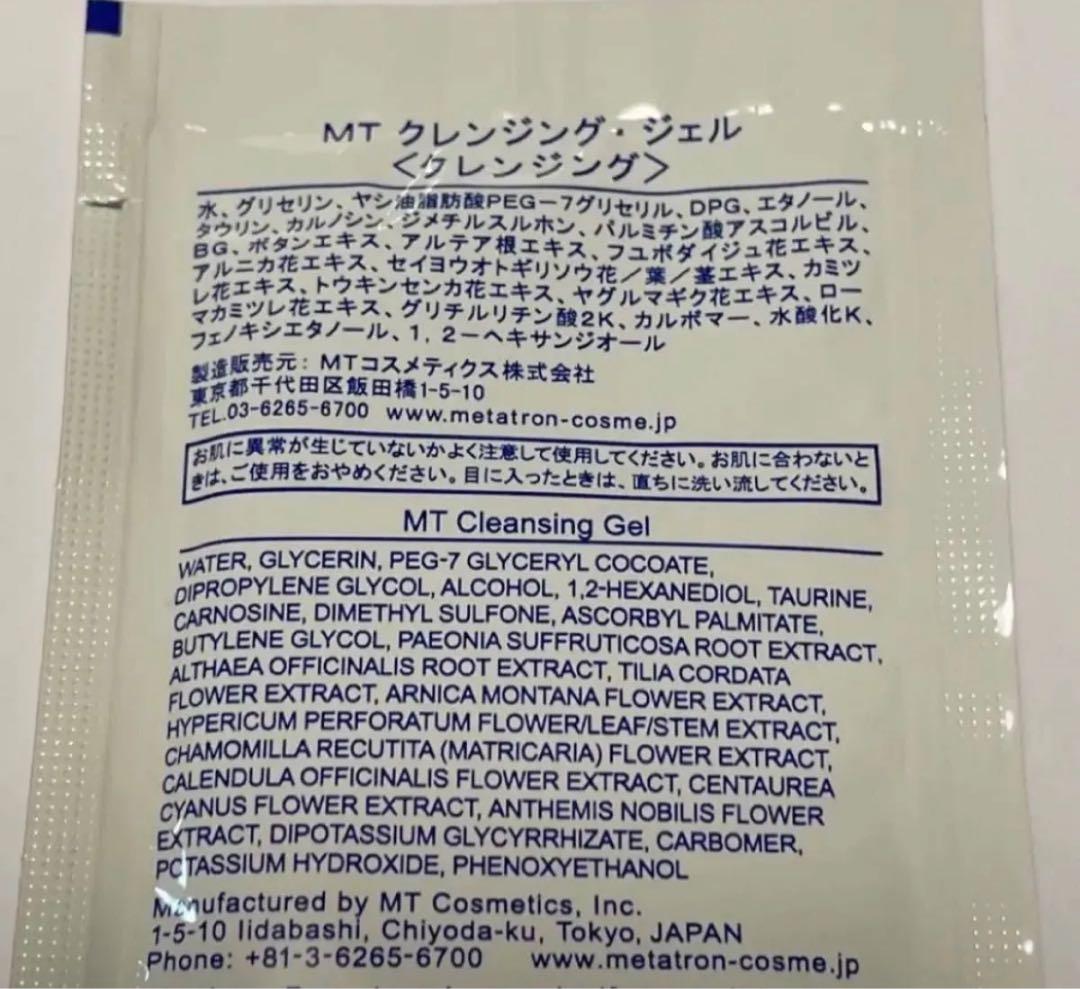 MT クレンジング・ジェル
<クレンジング>
水、グリセリン、ヤシ油脂肪酸PEG－7グリセリル、DPG、エタノール、
タウリン、カルノシン、ジメチルスルホン、パルミチン酸アスコルビル、
BG、ボタンエキス、アルテア根エキス、フユボダイジュ花エキス、
アルニカ花エキス、セイヨウオトギリソウ花／葉／茎エキス、カミツ
レ花エキス、トウキンセンカ花エキス、ヤグルマギク花エキス、ロー
マカミツレ花エキス、グリチルリチン酸2K、カルボマー、水酸化K、
フェノキシエタノール、1，2－ヘキサンジオール
製造販売元：MTコスメティクス株式会社
東京都千代田区飯田橋1-5-10
TEL.03-6265-6700 www.metatron-cosme.jp
お肌に異常が生じていないかよく注意して使用してください。お肌に合わないと
きは、ご使用をおやめください。目に入ったときは、直ちに洗い流してください。
MT Cleansing Gel
WATER, GLYCERIN, PEG-7 GLYCERYL COCOATE,
DIPROPYLENE GLYCOL, ALCOHOL, 1,2-HEXANEDIOL, TAURINE,
CARNOSINE, DIMETHYL SULFONE, ASCORBYL PALMITATE,
BUTYLENE GLYCOL, PAEONIA SUFFRUTICOSA ROOT EXTRACT,
ALTHAEA OFFICINALIS ROOT EXTRACT, TILIA CORDATA
FLOWER EXTRACT, ARNICA MONTANA FLOWER EXTRACT,
HYPERICUM PERFORATUM FLOWER/LEAF/STEM EXTRACT,
CHAMOMILLA RECUTITA (MATRICARIA) FLOWER EXTRACT,
CALENDULA OFFICINALIS FLOWER EXTRACT, CENTAUREA
CYANUS FLOWER EXTRACT, ANTHEMIS NOBILIS FLOWER
EXTRACT, DIPOTASSIUM GLYCYRRHIZATE, CARBOMER,
POTASSIUM HYDROXIDE, PHENOXYETHANOL
Manufactured by MT Cosmetics, Inc.
1-5-10 Iidabashi, Chiyoda-ku, Tokyo, JAPAN
Phone: +81-3-6265-6700 www.metatron-cosme.jp